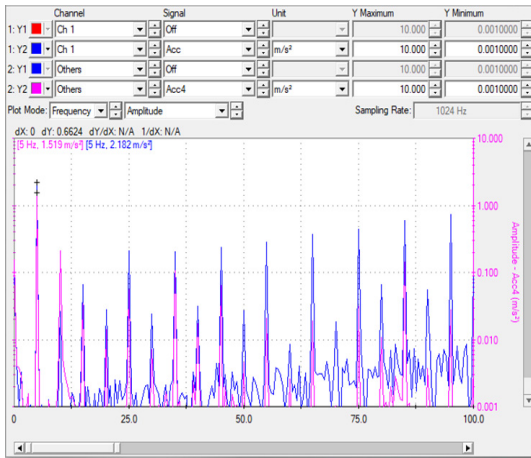 Channel Signal Unit Y Maximum Y Minimum
1: Y1 Ch 1 Off 10.000 0.0010000
1: Y2 Ch 1 Acc m/s² 10.000 0.0010000
2: Y1 Others Off 10.000 0.0010000
2: Y2 Others Acc4 m/s² 10.000 0.0010000
Plot Mode: Frequency Amplitude Sampling Rate: 1024 Hz
dX: 0 dY: 0.6624 dY/dX: N/A 1/dX: N/A
[5 Hz, 1.519 m/s²] [5 Hz, 2.182 m/s²]
10.000
1.000
0.100
0.010
0.001
Amplitude - Acc4 (m/s²)
0 25.0 50.0 75.0 100.0